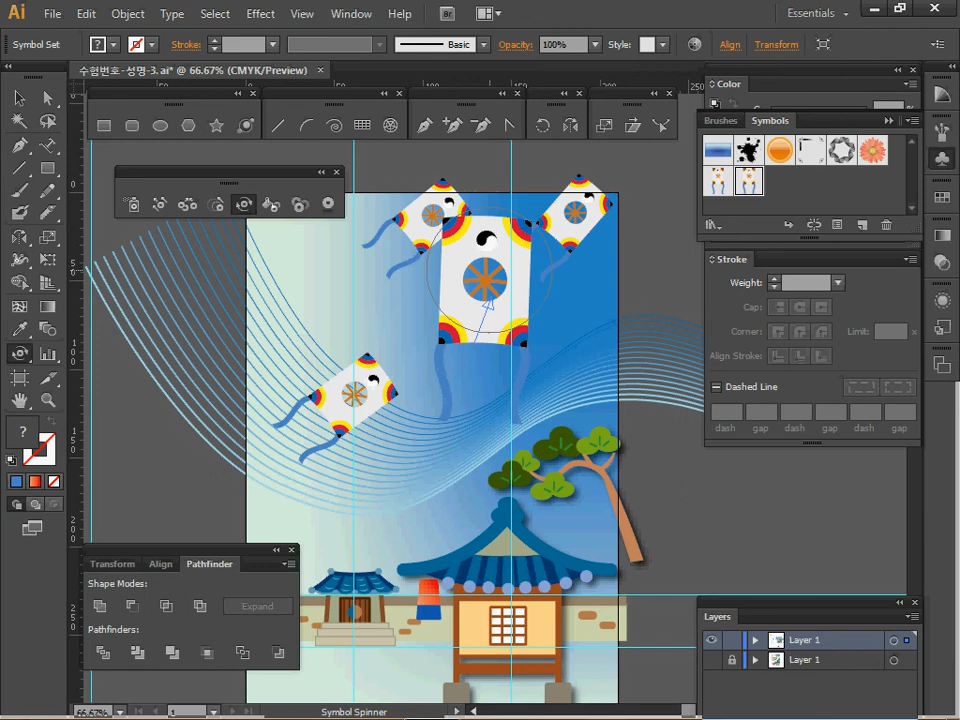 Ai File Edit Object Type Select Effect View Window Help Br Essentials
Symbol Set ? Stroke: Basic Opacity: 100% Style: Align Transform
수험번호-성명-3.ai* @ 66.67% (CMYK/Preview) ×
Color
Brushes Symbols
Stroke
Weight:
Cap:
Corner: Limit: x
Align Stroke:
Dashed Line
dash gap dash gap dash gap
?
Transform Align Pathfinder
Shape Modes:
Expand
Pathfinders:
Layers
Layer 1
Layer 1
66.67% 1 Symbol Spinner